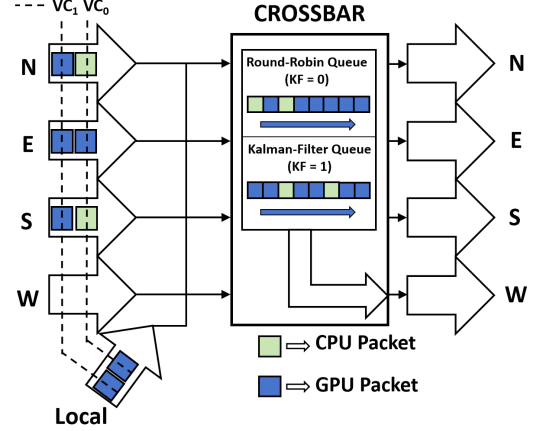 VC1 VC0
CROSSBAR
N
E
S
W
Local
Round-Robin Queue
(KF = 0)
Kalman-Filter Queue
(KF = 1)
N
E
S
W
CPU Packet
GPU Packet